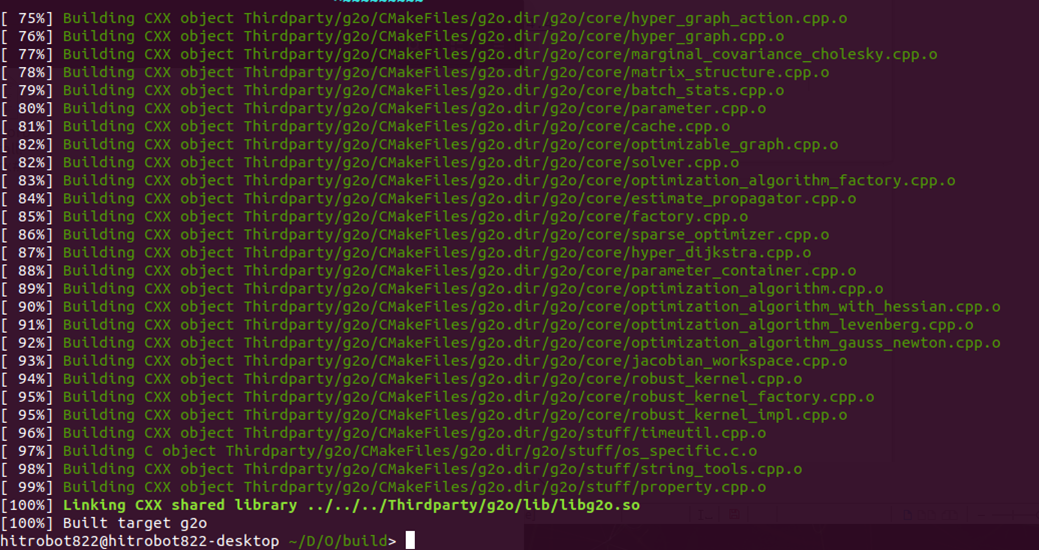 [ 75%] Building CXX object Thirdparty/g2o/CMakeFiles/g2o.dir/g2o/core/hyper_graph_action.cpp.o
[ 76%] Building CXX object Thirdparty/g2o/CMakeFiles/g2o.dir/g2o/core/hyper_graph.cpp.o
[ 77%] Building CXX object Thirdparty/g2o/CMakeFiles/g2o.dir/g2o/core/marginal_covariance_cholesky.cpp.o
[ 78%] Building CXX object Thirdparty/g2o/CMakeFiles/g2o.dir/g2o/core/matrix_structure.cpp.o
[ 79%] Building CXX object Thirdparty/g2o/CMakeFiles/g2o.dir/g2o/core/batch_stats.cpp.o
[ 80%] Building CXX object Thirdparty/g2o/CMakeFiles/g2o.dir/g2o/core/parameter.cpp.o
[ 81%] Building CXX object Thirdparty/g2o/CMakeFiles/g2o.dir/g2o/core/cache.cpp.o
[ 82%] Building CXX object Thirdparty/g2o/CMakeFiles/g2o.dir/g2o/core/optimizable_graph.cpp.o
[ 82%] Building CXX object Thirdparty/g2o/CMakeFiles/g2o.dir/g2o/core/solver.cpp.o
[ 83%] Building CXX object Thirdparty/g2o/CMakeFiles/g2o.dir/g2o/core/optimization_algorithm_factory.cpp.o
[ 84%] Building CXX object Thirdparty/g2o/CMakeFiles/g2o.dir/g2o/core/estimate_propagator.cpp.o
[ 85%] Building CXX object Thirdparty/g2o/CMakeFiles/g2o.dir/g2o/core/factory.cpp.o
[ 86%] Building CXX object Thirdparty/g2o/CMakeFiles/g2o.dir/g2o/core/sparse_optimizer.cpp.o
[ 87%] Building CXX object Thirdparty/g2o/CMakeFiles/g2o.dir/g2o/core/hyper_dijkstra.cpp.o
[ 88%] Building CXX object Thirdparty/g2o/CMakeFiles/g2o.dir/g2o/core/parameter_container.cpp.o
[ 89%] Building CXX object Thirdparty/g2o/CMakeFiles/g2o.dir/g2o/core/optimization_algorithm.cpp.o
[ 90%] Building CXX object Thirdparty/g2o/CMakeFiles/g2o.dir/g2o/core/optimization_algorithm_with_hessian.cpp.o
[ 91%] Building CXX object Thirdparty/g2o/CMakeFiles/g2o.dir/g2o/core/optimization_algorithm_levenberg.cpp.o
[ 92%] Building CXX object Thirdparty/g2o/CMakeFiles/g2o.dir/g2o/core/optimization_algorithm_gauss_newton.cpp.o
[ 93%] Building CXX object Thirdparty/g2o/CMakeFiles/g2o.dir/g2o/core/jacobian_workspace.cpp.o
[ 94%] Building CXX object Thirdparty/g2o/CMakeFiles/g2o.dir/g2o/core/robust_kernel.cpp.o
[ 95%] Building CXX object Thirdparty/g2o/CMakeFiles/g2o.dir/g2o/core/robust_kernel_factory.cpp.o
[ 95%] Building CXX object Thirdparty/g2o/CMakeFiles/g2o.dir/g2o/core/robust_kernel_impl.cpp.o
[ 96%] Building CXX object Thirdparty/g2o/CMakeFiles/g2o.dir/g2o/stuff/timeutil.cpp.o
[ 97%] Building C object Thirdparty/g2o/CMakeFiles/g2o.dir/g2o/stuff/os_specific.c.o
[ 98%] Building CXX object Thirdparty/g2o/CMakeFiles/g2o.dir/g2o/stuff/string_tools.cpp.o
[ 99%] Building CXX object Thirdparty/g2o/CMakeFiles/g2o.dir/g2o/stuff/property.cpp.o
[100%] Linking CXX shared library ../../../Thirdparty/g2o/lib/libg2o.so
[100%] Built target g2o
hitrobot822@hitrobot822-desktop ~/D/O/build>